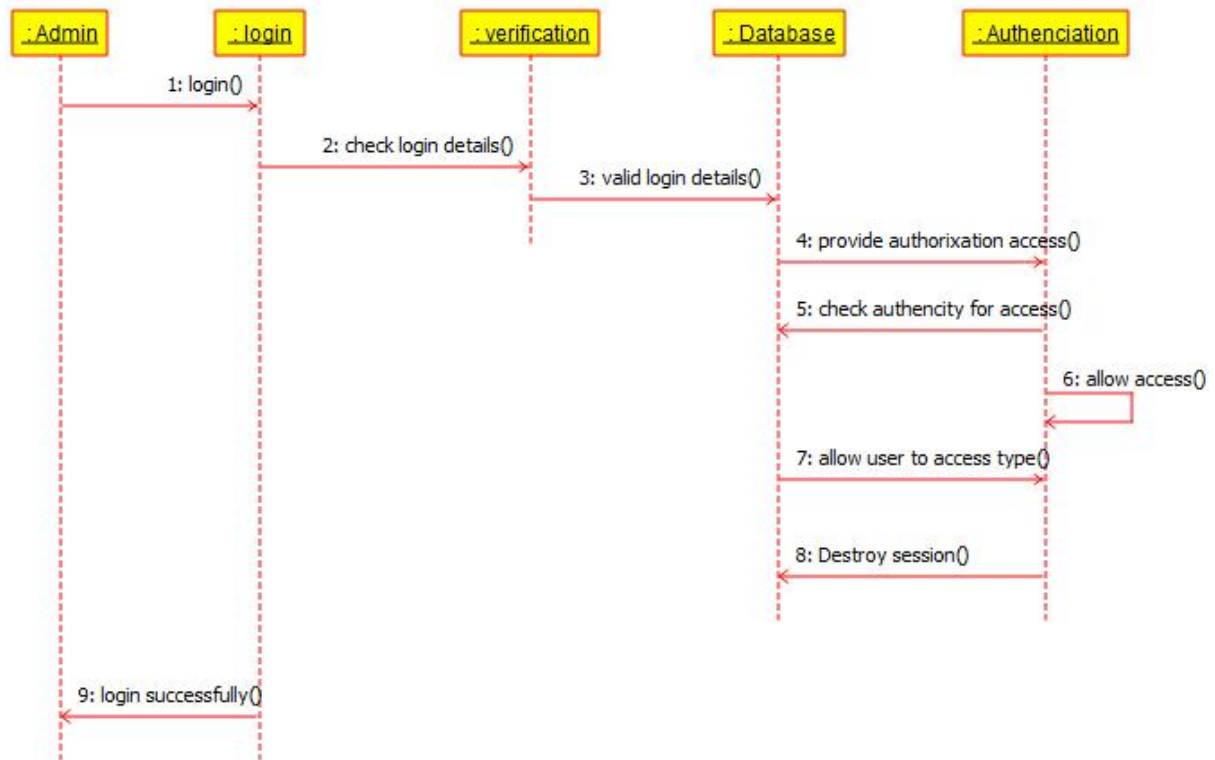 : Admin
: login
: verification
: Database
: Authenciation
1: login()
2: check login details()
3: valid login details()
4: provide authorixation access()
5: check authencity for access()
6: allow access()
7: allow user to access type()
8: Destroy session()
9: login successfully()